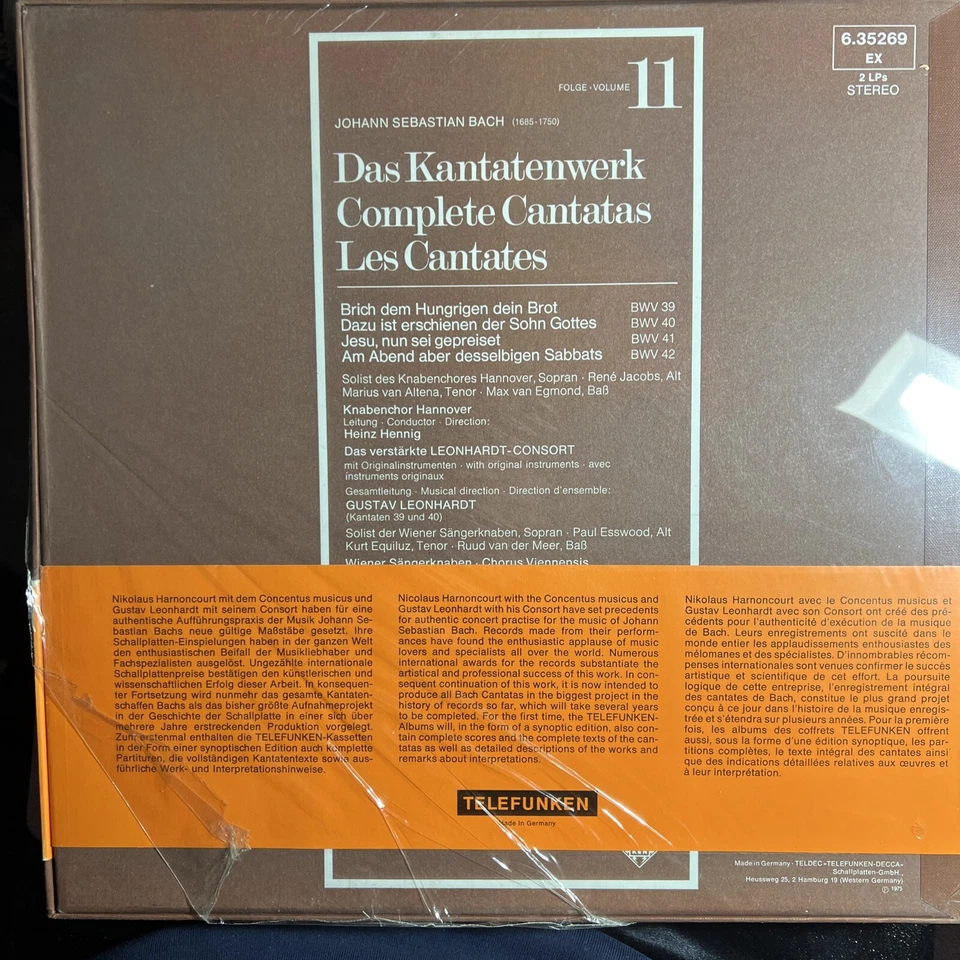 6.35269
EX
2 LPs
STEREO
FOLGE · VOLUME 11
JOHANN SEBASTIAN BACH (1685-1750)
Das Kantatenwerk
Complete Cantatas
Les Cantates
Brich dem Hungrigen dein Brot BWV 39
Dazu ist erschienen der Sohn Gottes BWV 40
Jesu, nun sei gepreiset BWV 41
Am Abend aber desselbigen Sabbats BWV 42
Solist des Knabenchores Hannover, Sopran · René Jacobs, Alt
Marius van Altena, Tenor · Max van Egmond, Baß
Knabenchor Hannover
Leitung · Conductor · Direction:
Heinz Hennig
Das verstärkte LEONHARDT-CONSORT
mit Originalinstrumenten · with original instruments · avec
instruments originaux
Gesamtleitung · Musical direction · Direction d'ensemble:
GUSTAV LEONHARDT
(Kantaten 39 und 40)
Solist der Wiener Sängerknaben, Sopran · Paul Esswood, Alt
Kurt Equiluz, Tenor · Ruud van der Meer, Baß
Wiener Sängerknaben · Chorus Viennensis
Nikolaus Harnoncourt mit dem Concentus musicus und
Gustav Leonhardt mit seinem Consort haben für eine
authentische Aufführungspraxis der Musik Johann Se-
bastian Bachs neue gültige Maßstäbe gesetzt. Ihre
Schallplatten-Einspielungen haben in der ganzen Welt
den enthusiastischen Beifall der Musikliebhaber und
Fachspezialisten ausgelöst. Ungezählte internationale
Schallplattenpreise bestätigen den künstlerischen und
wissenschaftlichen Erfolg dieser Arbeit. In konsequen-
ter Fortsetzung wird nunmehr das gesamte Kantaten-
schaffen Bachs als das bisher größte Aufnahmeprojekt
in der Geschichte der Schallplatte in einer sich über
mehrere Jahre erstreckenden Produktion vorgelegt.
Zum erstenmal enthalten die TELEFUNKEN-Kassetten
in der Form einer synoptischen Edition auch komplette
Partituren, die vollständigen Kantatentexte sowie aus-
führliche Werk- und Interpretationshinweise.
Nicolaus Harnoncourt with the Concentus musicus and
Gustav Leonhardt with his Consort have set precedents
for authentic concert practise for the music of Johann
Sebastian Bach. Records made from their perform-
ances have found the enthusiastic applause of music
lovers and specialists all over the world. Numerous
international awards for the records substantiate the
artistical and professional success of this work. In con-
sequent continuation of this work, it is now intended to
produce all Bach Cantatas in the biggest project in the
history of records so far, which will take several years
to be completed. For the first time, the TELEFUNKEN-
Albums will, in the form of a synoptic edition, also con-
tain complete scores and the complete texts of the can-
tatas as well as detailed descriptions of the works and
remarks about interpretations.
Nikolaus Harnoncourt avec le Concentus musicus et
Gustav Leonhardt avec son Consort ont créé des pré-
cédents pour l'authenticité d'exécution de la musique
de Bach. Leurs enregistrements ont suscité dans le
monde entier les applaudissements enthousiastes des
mélomanes et des spécialistes. D'innombrables récom-
penses internationales sont venues confirmer le succès
artistique et scientifique de cet effort. La poursuite
logique de cette entreprise, l'enregistrement intégral
des cantates de Bach, constitue le plus grand projet
conçu à ce jour dans l'histoire de la musique enregis-
trée et s'étendra sur plusieurs années. Pour la première
fois, les albums des coffrets TELEFUNKEN offrent
aussi, sous la forme d'une édition synoptique, les par-
titions complètes, le texte intégral des cantates ainsi
que des indications détaillées relatives aux œuvres et
à leur interprétation.
TELEFUNKEN
Made in Germany
Made in Germany · TELDEC »TELEFUNKEN-DECCA«
Schallplatten-GmbH.,
Heussweg 25, 2 Hamburg 19 (Western Germany)
Ⓟ 1975